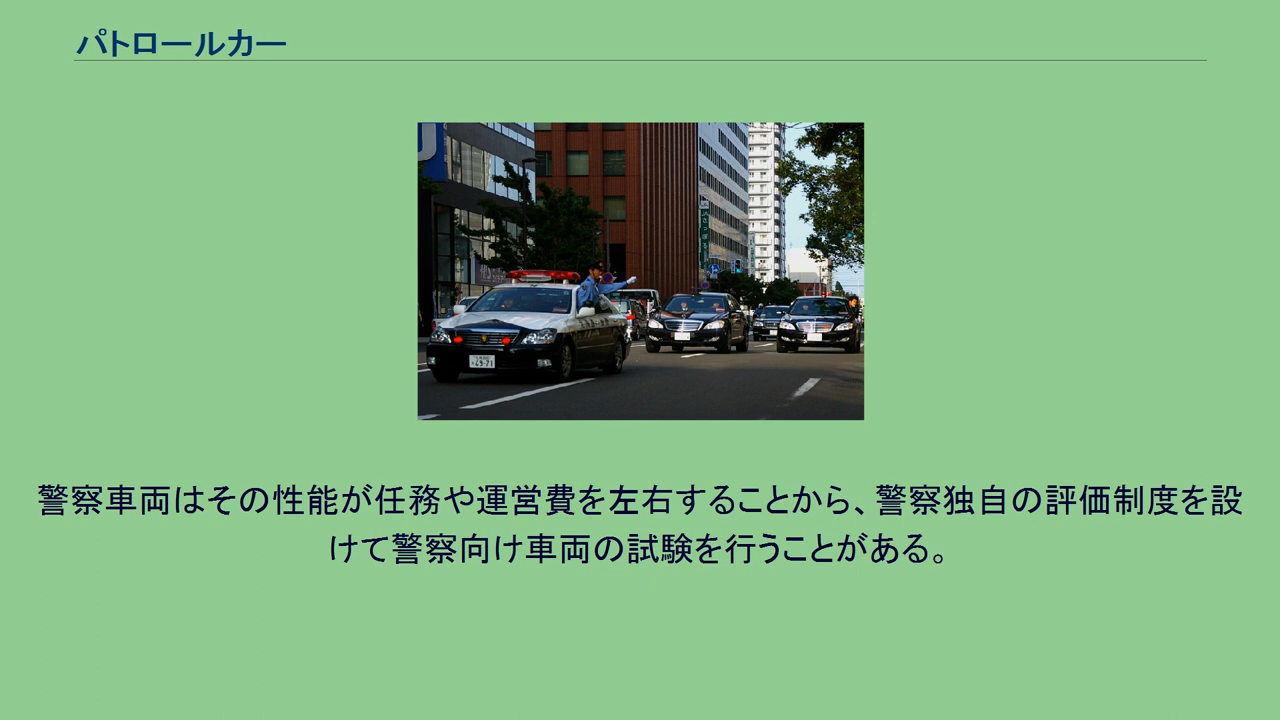 パトロールカー
警察車両はその性能が任務や運営費を左右することから、警察独自の評価制度を設
けて警察向け車両の試験を行うことがある。
49-71